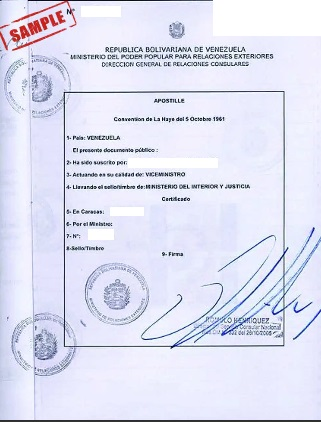 SAMPLE
N°
REPUBLICA BOLIVARIANA DE VENEZUELA
MINISTERIO DEL PODER POPULAR PARA RELACIONES EXTERIORES
DIRECCION GENERAL DE RELACIONES CONSULARES
APOSTILLE
Convention de La Haye del 5 Octobre 1961
1- Pais: VENEZUELA
El presente documento público :
2- Ha sido suscrito por:
3- Actuando en su calidad de: VICEMINISTRO
4- Llevando el sello/timbre de:MINISTERIO DEL INTERIOR Y JUSTICIA
Certificado
5- En Caracas:
6- Por el Ministro:
7- N°:
8-Sello/Timbre
9- Firma
ROMULO HENRIQUEZ